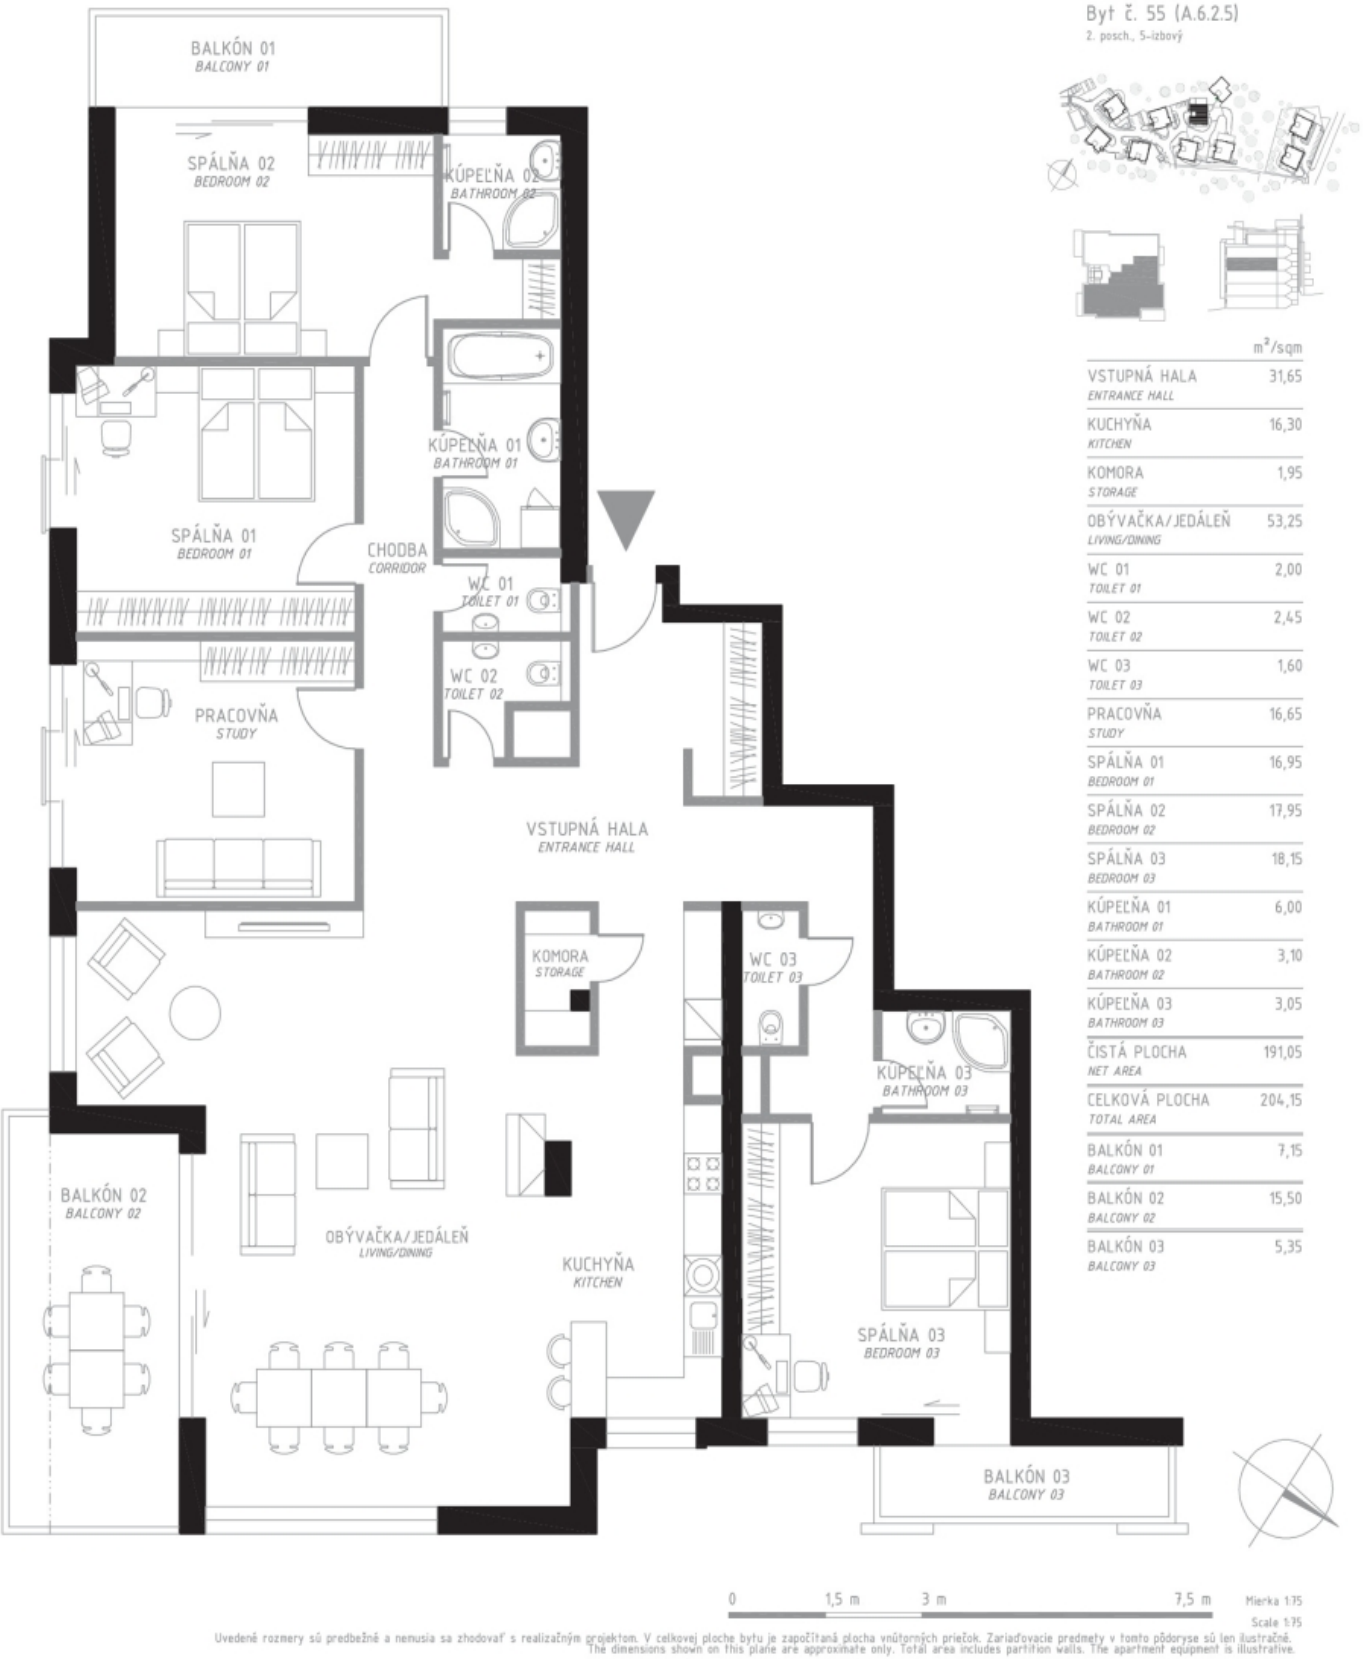 Byt č. 55 (A.6.2.5)
2. posch., 5-izbový
BALKÓN 01
BALCONY 01
SPÁLŇA 02
BEDROOM 02
KÚPEĽŇA 02
BATHROOM 02
KÚPEĽŇA 01
BATHROOM 01
SPÁLŇA 01
BEDROOM 01
CHODBA
CORRIDOR
WC 01
TOILET 01
WC 02
TOILET 02
PRACOVŇA
STUDY
VSTUPNÁ HALA
ENTRANCE HALL
KOMORA
STORAGE
WC 03
TOILET 03
KÚPEĽŇA 03
BATHROOM 03
BALKÓN 02
BALCONY 02
OBÝVAČKA/JEDÁLEŇ
LIVING/DINING
KUCHYŇA
KITCHEN
SPÁLŇA 03
BEDROOM 03
BALKÓN 03
BALCONY 03
m²/sqm
VSTUPNÁ HALA 31,65
ENTRANCE HALL
KUCHYŇA 16,30
KITCHEN
KOMORA 1,95
STORAGE
OBÝVAČKA/JEDÁLEŇ 53,25
LIVING/DINING
WC 01 2,00
TOILET 01
WC 02 2,45
TOILET 02
WC 03 1,60
TOILET 03
PRACOVŇA 16,65
STUDY
SPÁLŇA 01 16,95
BEDROOM 01
SPÁLŇA 02 17,95
BEDROOM 02
SPÁLŇA 03 18,15
BEDROOM 03
KÚPEĽŇA 01 6,00
BATHROOM 01
KÚPEĽŇA 02 3,10
BATHROOM 02
KÚPEĽŇA 03 3,05
BATHROOM 03
ČISTÁ PLOCHA 191,05
NET AREA
CELKOVÁ PLOCHA 204,15
TOTAL AREA
BALKÓN 01 7,15
BALCONY 01
BALKÓN 02 15,50
BALCONY 02
BALKÓN 03 5,35
BALCONY 03
0 1,5 m 3 m 7,5 m
Mierka 1:75
Scale 1:75
Uvedené rozmery sú predbežné a nemusia sa zhodovať s realizačným projektom. V celkovej ploche bytu je započítaná plocha vnútorných priečok. Zariaďovacie predmety v tomto pôdoryse sú len ilustračné.
The dimensions shown on this plane are approximate only. Total area includes partition walls. The apartment equipment is illustrative.